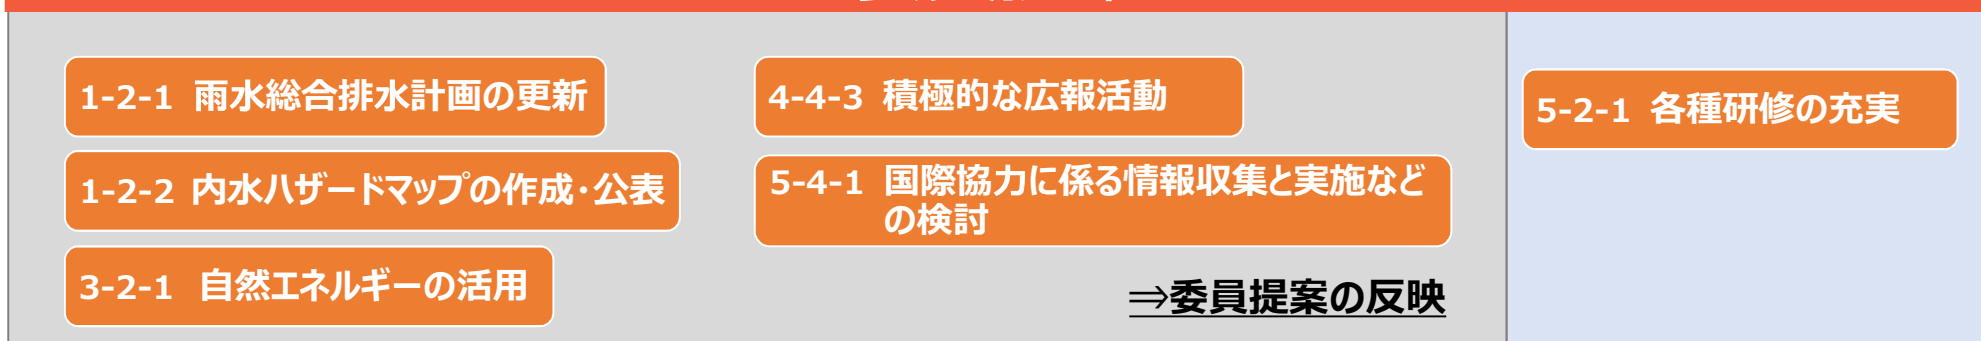 1-2-1 雨水総合排水計画の更新
1-2-2 内水ハザードマップの作成・公表
3-2-1 自然エネルギーの活用
4-4-3 積極的な広報活動
5-4-1 国際協力に係る情報収集と実施など
の検討
⇒委員提案の反映
5-2-1 各種研修の充実